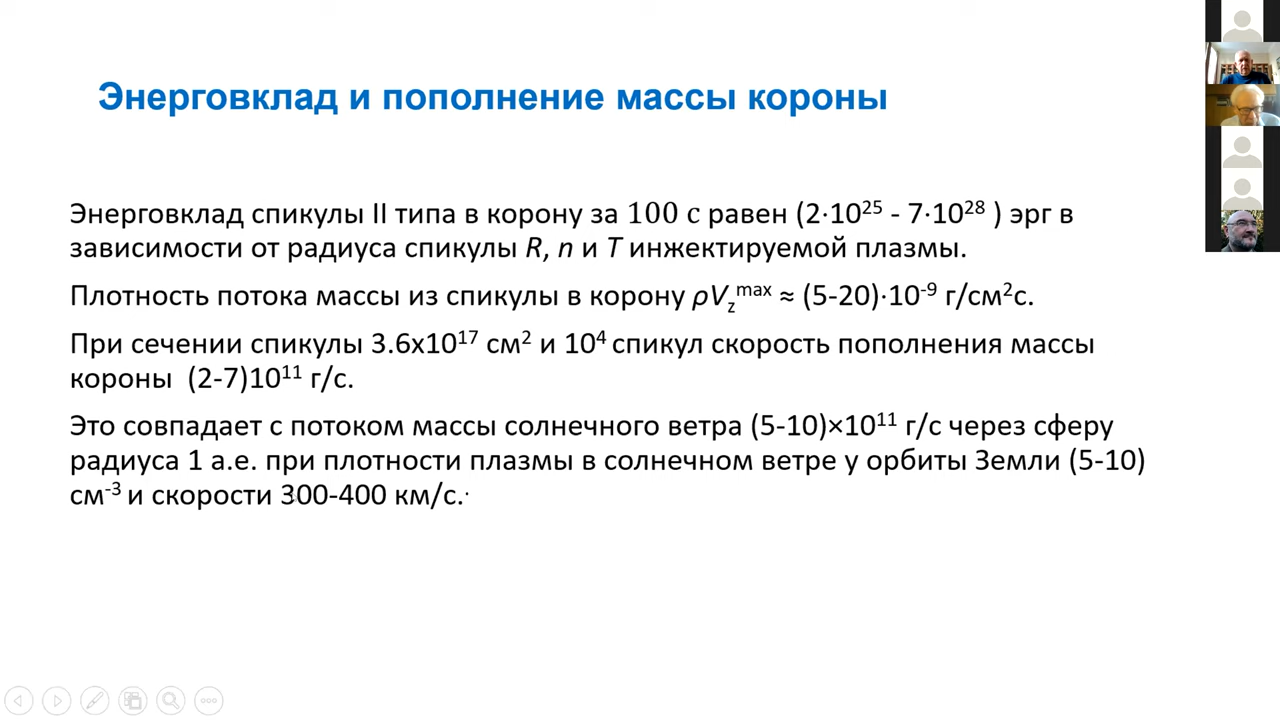 Энерговклад и пополнение массы короны
Энерговклад спикулы II типа в корону за 100 с равен (2·10²⁵ - 7·10²⁸ ) эрг в
зависимости от радиуса спикулы R, n и T инжектируемой плазмы.
Плотность потока массы из спикулы в корону ρV_z^max ≈ (5-20)·10⁻⁹ г/см²с.
При сечении спикулы 3.6х10¹⁷ см² и 10⁴ спикул скорость пополнения массы
короны (2-7)10¹¹ г/с.
Это совпадает с потоком массы солнечного ветра (5-10)×10¹¹ г/с через сферу
радиуса 1 а.е. при плотности плазмы в солнечном ветре у орбиты Земли (5-10)
см⁻³ и скорости 300-400 км/с.·